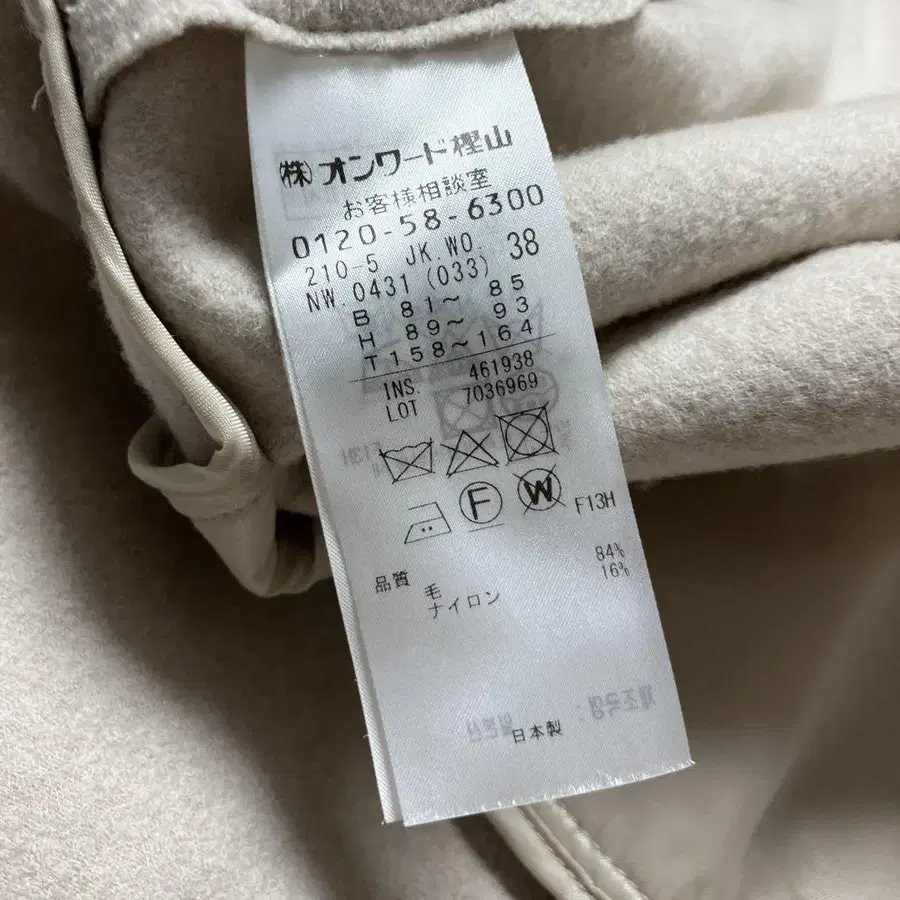 (株)オンワード樫山
お客様相談室
0120-58-6300
210-5 JK.WO. 38
NW.0431 (033)
B 81〜 85
H 89〜 93
T158〜164
INS. 461938
LOT 7036969
F W F13H
品質 毛 84%
ナイロン 16%
日本製